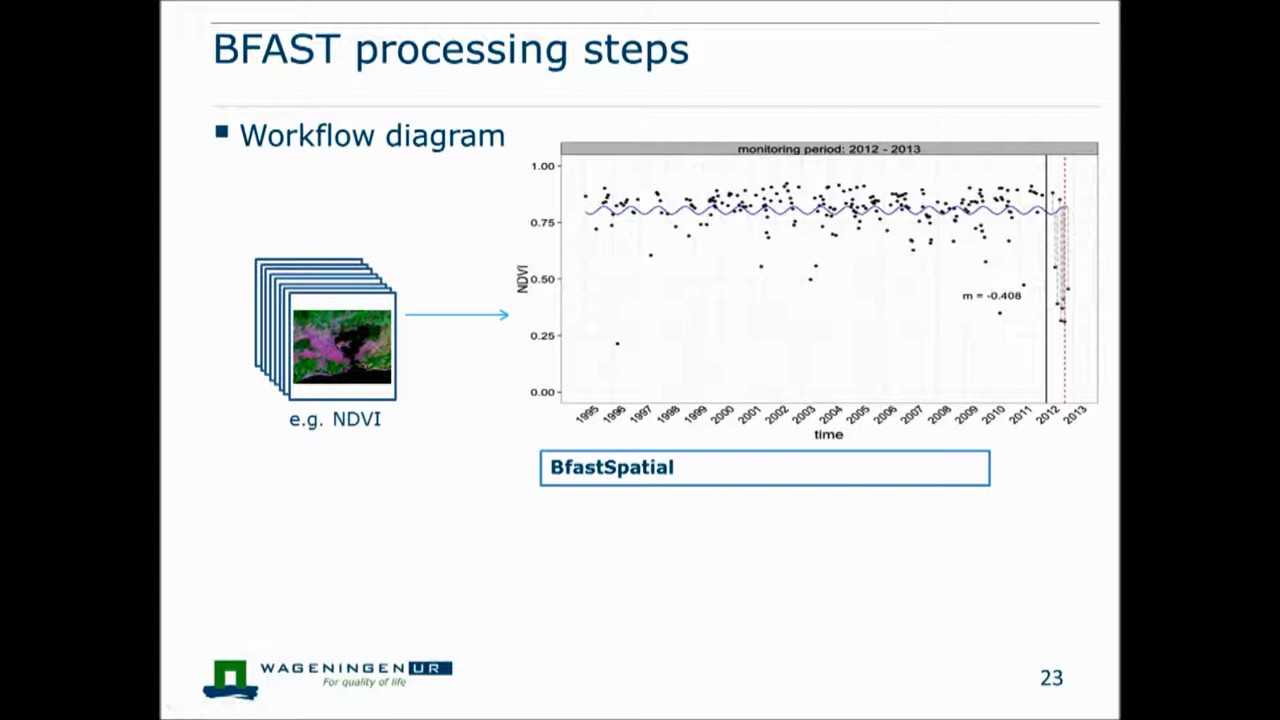 BFAST processing steps
Workflow diagram
monitoring period: 2012 - 2013
1.00
0.75
0.50
0.25
0.00
NDVI
m = -0.408
1995 1996 1997 1998 1999 2000 2001 2002 2003 2004 2005 2006 2007 2008 2009 2010 2011 2012 2013
time
e.g. NDVI
BfastSpatial
WAGENINGEN UR
For quality of life
23